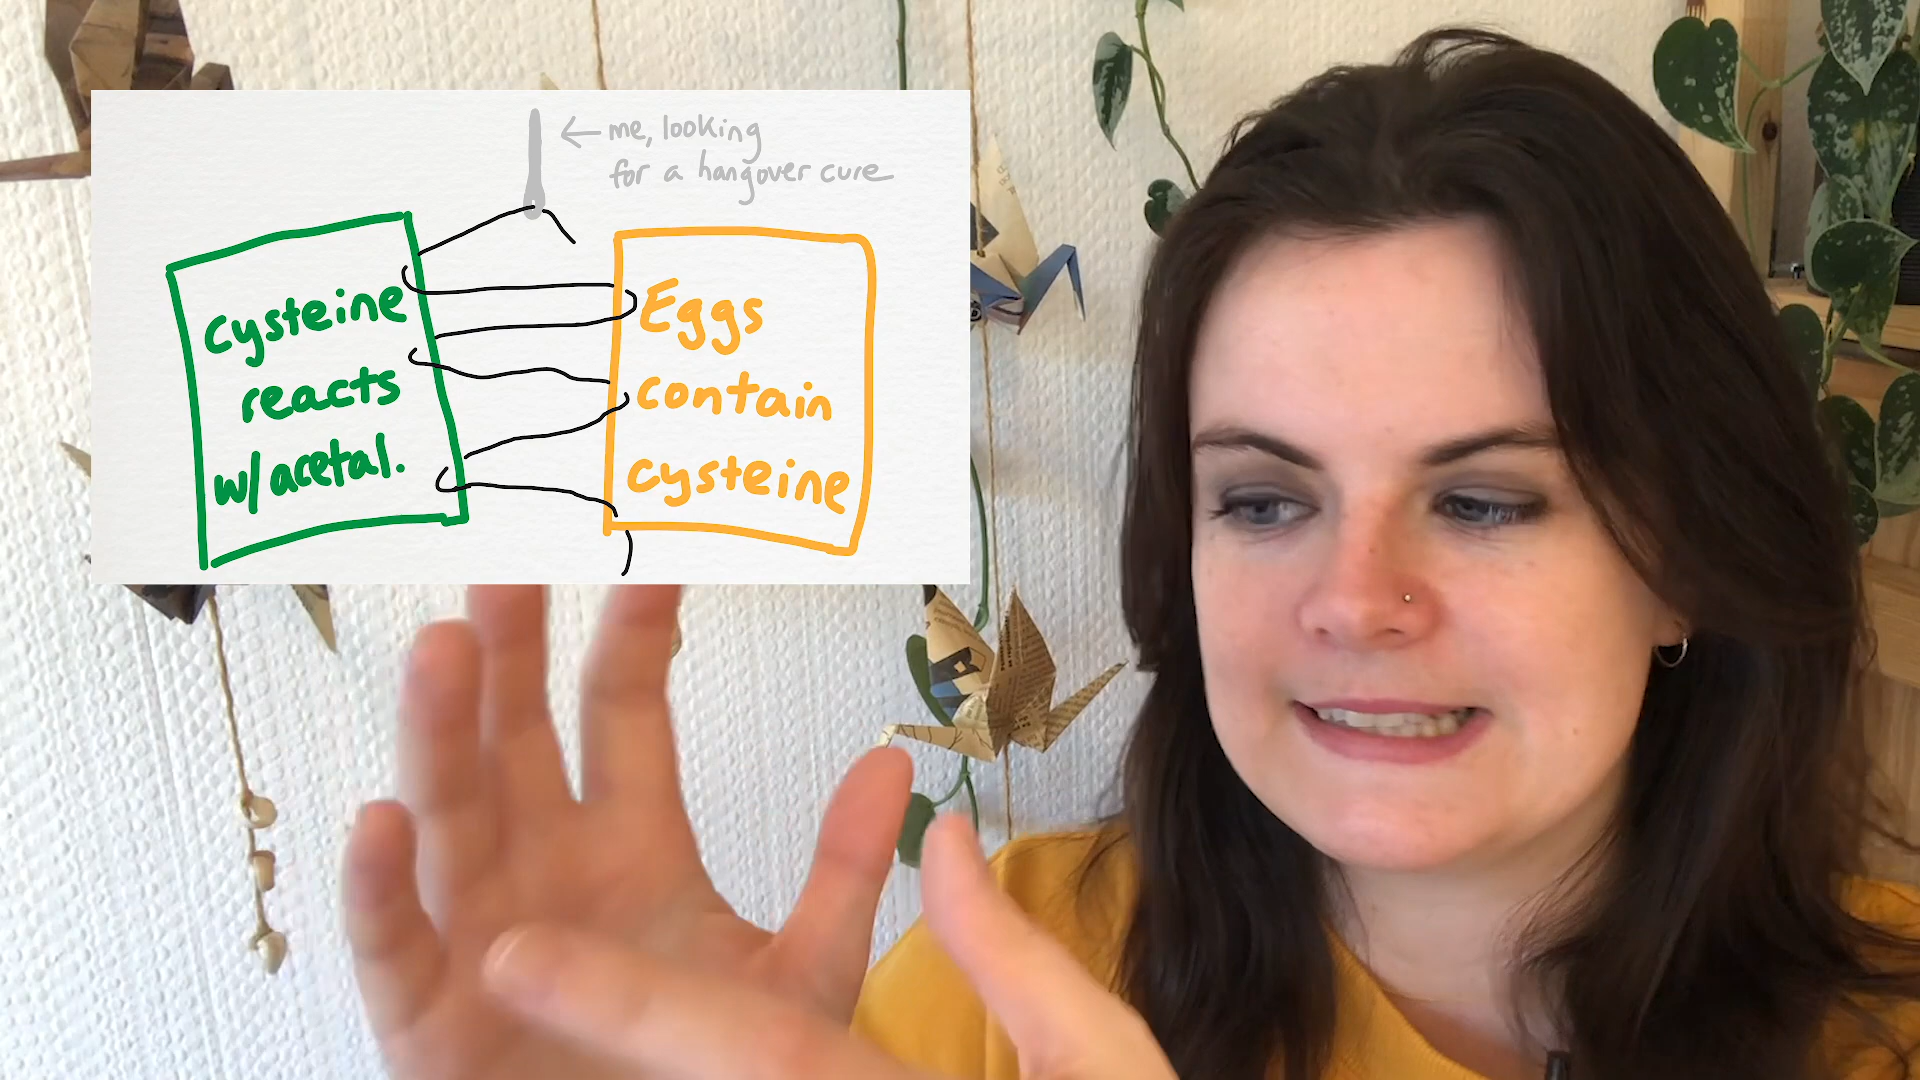 ← me, looking
for a hangover cure
cysteine
reacts
w/ acetal.
Eggs
contain
cysteine